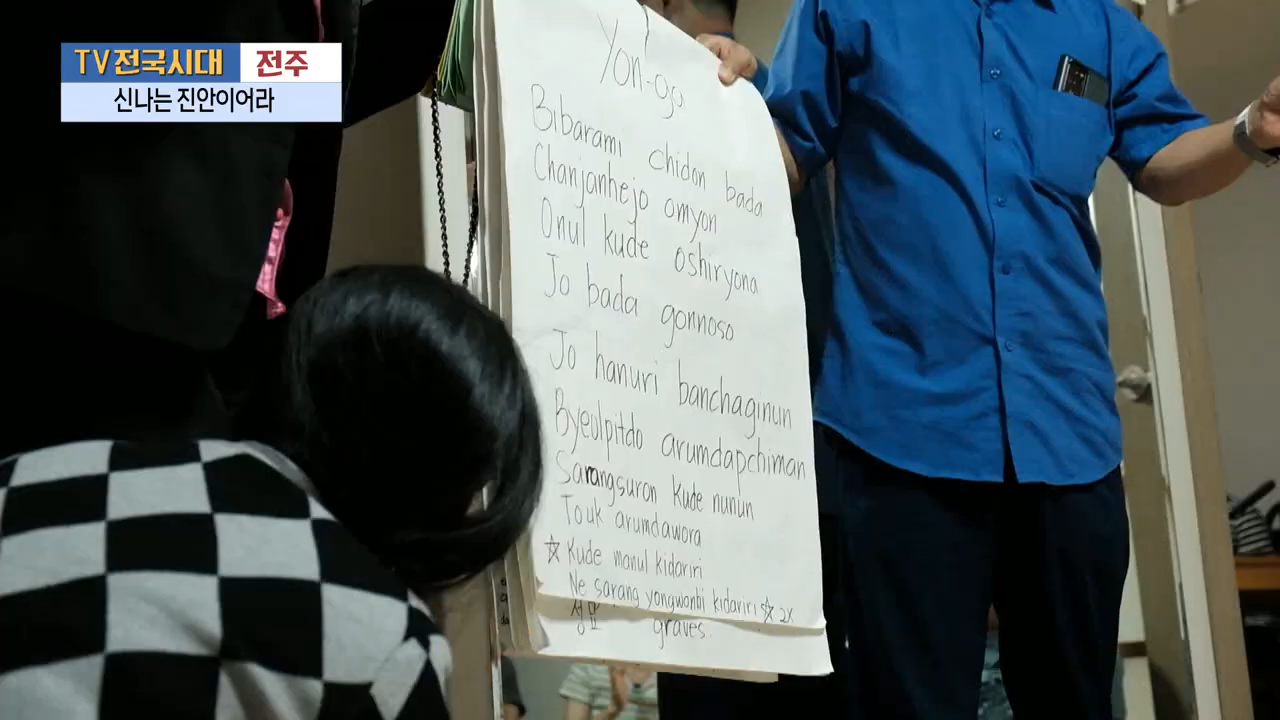 TV전국시대 전주
신나는 진안이어라
Yon-go
Bibarami chidon bada
Chanjanhejo omyon
Onul kude oshiryona
Jo bada gonnoso
Jo hanuri banchaginun
Byeulpitdo arumdapchiman
Sarangsuron kude nunun
Touk arumdawora
☆ Kude manul kidariri
Ne sarang yongwonhi kidariri ☆ 2x
성묘 graves.